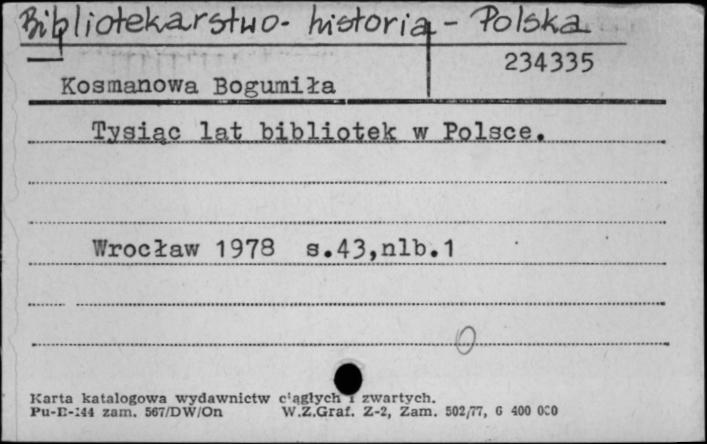 Bibliotekarstwo- historia - Polska
234335
Kosmanowa Bogumiła
Tysiąc lat bibliotek w Polsce.
Wrocław 1978 s.43,nlb.1
0
Karta katalogowa wydawnictw ciągłych i zwartych.
Pu-B-144 zam. 567/DW/On W.Z.Graf. Z-2, Zam. 502/77, 6 400 000